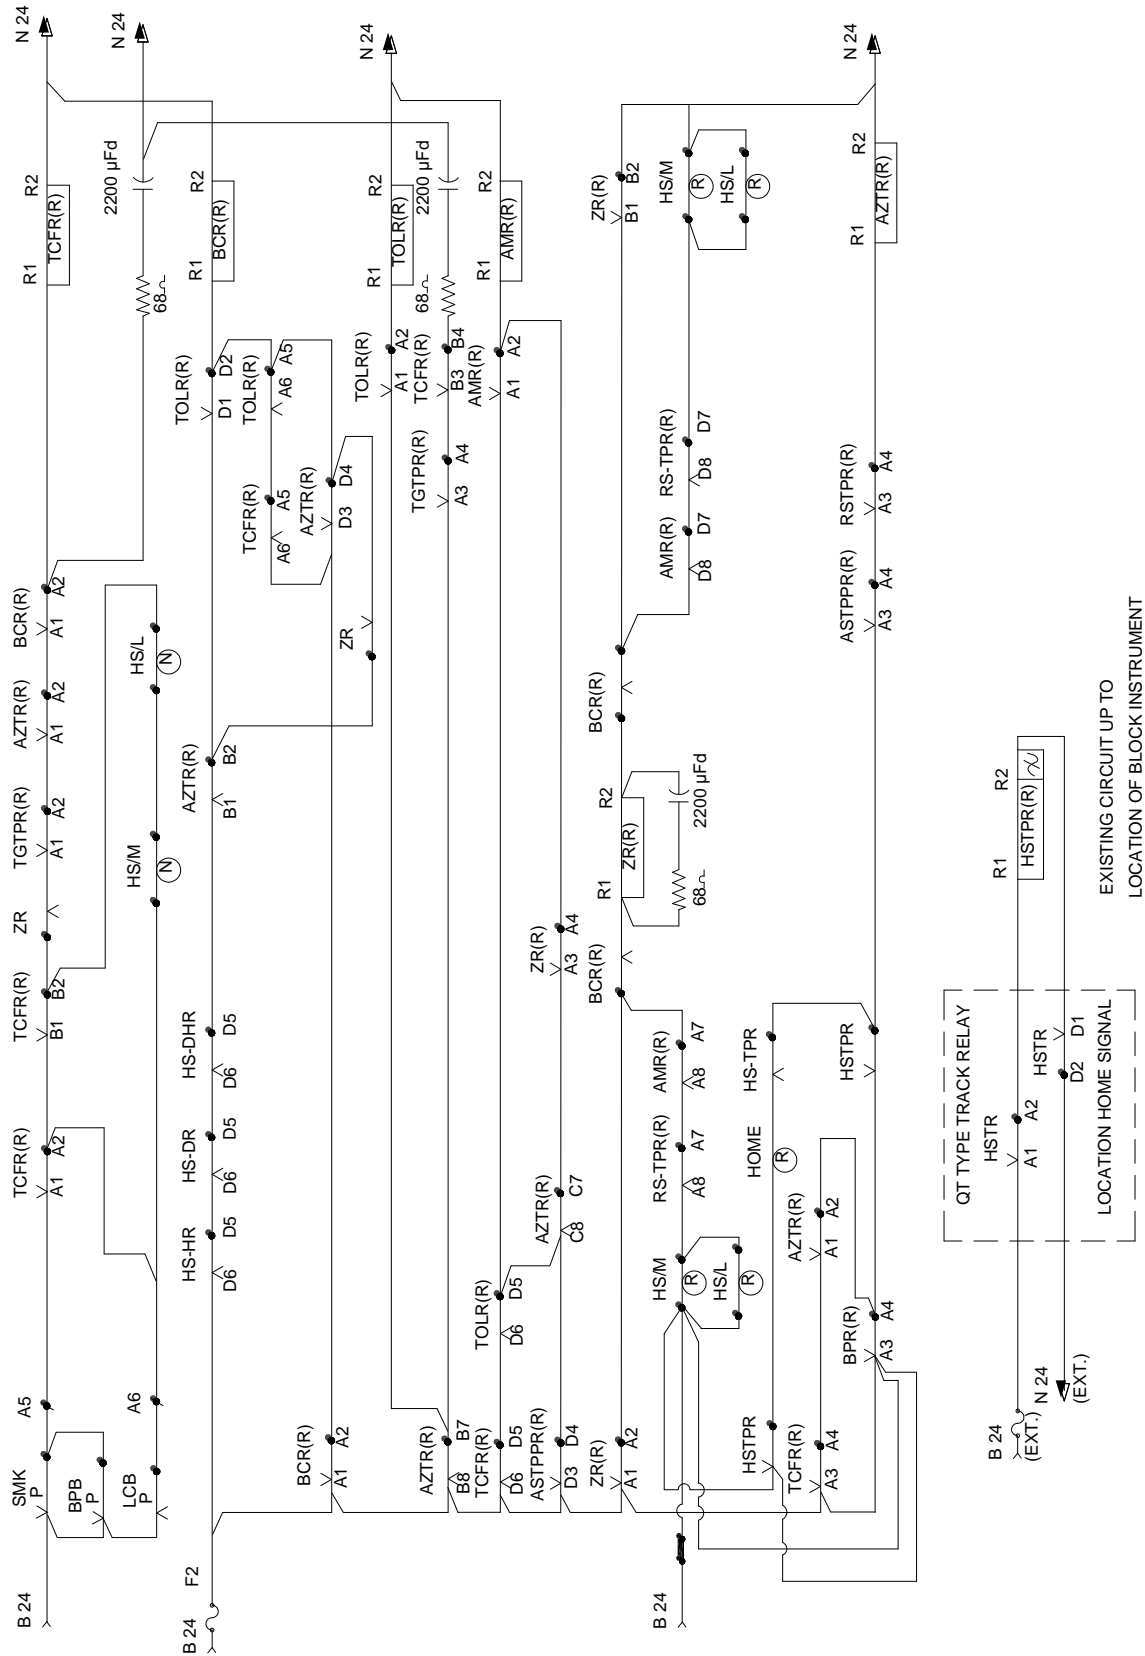 B 24
SMK
P
A5
TCFR(R)
A1
A2
TCFR(R)
B1
B2
ZR
TGTPR(R)
A1
A2
AZTR(R)
A1
A2
BCR(R)
A1
A2
R1
TCFR(R)
R2
N 24
BPB
P
LCB
P
A6
HS/M
N
HS/L
N
68
2200 µFd
N 24
B 24
F2
HS-HR
D6
D5
HS-DR
D6
D5
HS-DHR
D6
D5
AZTR(R)
B1
B2
TOLR(R)
D1
D2
R1
BCR(R)
R2
TCFR(R)
A6
A5
TOLR(R)
A6
A5
BCR(R)
A1
A2
AZTR(R)
D3
D4
ZR
TOLR(R)
A1
A2
R1
TOLR(R)
R2
N 24
AZTR(R)
B8
B7
TGTPR(R)
A3
A4
TCFR(R)
B3
B4
68
2200 µFd
TCFR(R)
D6
D5
TOLR(R)
D6
D5
AMR(R)
A1
A2
R1
AMR(R)
R2
ASTPPR(R)
D3
D4
AZTR(R)
C8
C7
ZR(R)
A3
A4
ZR(R)
A1
A2
BCR(R)
R1
ZR(R)
R2
BCR(R)
ZR(R)
B1
B2
68
2200 µFd
B 24
HS/M
R
HS/L
R
RS-TPR(R)
A8
A7
AMR(R)
A8
A7
AMR(R)
D8
D7
RS-TPR(R)
D8
D7
HS/M
R
HS/L
R
HSTPR
HOME
R
HS-TPR
TCFR(R)
A3
A4
AZTR(R)
A1
A2
BPR(R)
A3
A4
HSTPR
ASTPPR(R)
A3
A4
RSTPR(R)
A3
A4
R1
AZTR(R)
R2
N 24
QT TYPE TRACK RELAY
B 24
(EXT.)
HSTR
A1
A2
R1
HSTPR(R)
R2
N 24
(EXT.)
HSTR
D2
D1
LOCATION HOME SIGNAL
EXISTING CIRCUIT UP TO
LOCATION OF BLOCK INSTRUMENT